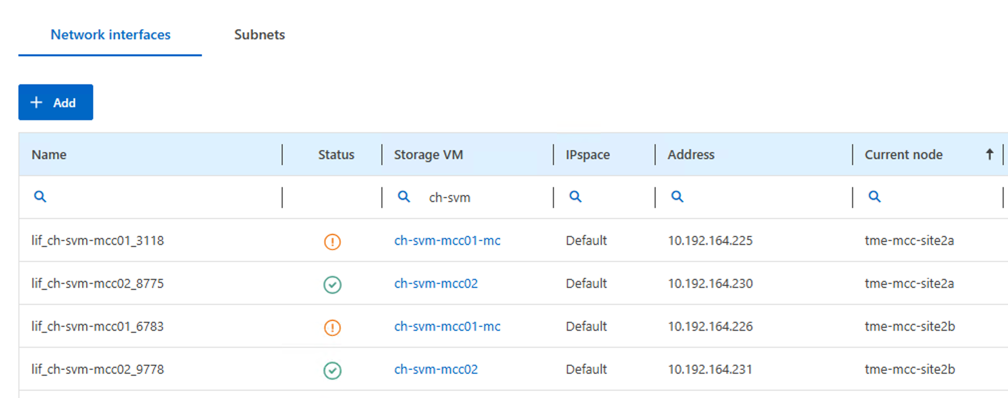 Network interfaces Subnets
+ Add
Name Status Storage VM IPspace Address Current node
ch-svm
lif_ch-svm-mcc01_3118 ch-svm-mcc01-mc Default 10.192.164.225 tme-mcc-site2a
lif_ch-svm-mcc02_8775 ch-svm-mcc02 Default 10.192.164.230 tme-mcc-site2a
lif_ch-svm-mcc01_6783 ch-svm-mcc01-mc Default 10.192.164.226 tme-mcc-site2b
lif_ch-svm-mcc02_9778 ch-svm-mcc02 Default 10.192.164.231 tme-mcc-site2b